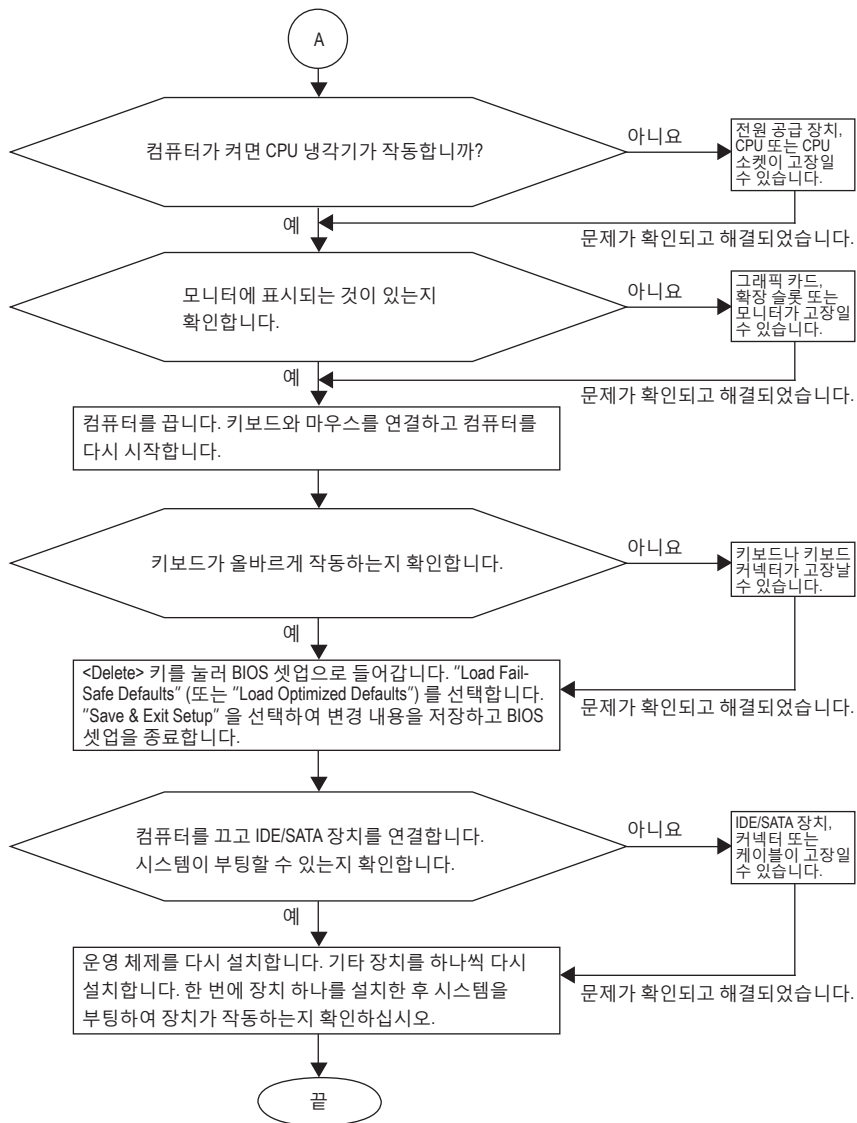 A
컴퓨터가 켜면 CPU 냉각기가 작동합니까?
아니요
전원 공급 장치,
CPU 또는 CPU
소켓이 고장일
수 있습니다.
예
문제가 확인되고 해결되었습니다.
모니터에 표시되는 것이 있는지
확인합니다.
아니요
그래픽 카드,
확장 슬롯 또는
모니터가 고장일
수 있습니다.
예
문제가 확인되고 해결되었습니다.
컴퓨터를 끕니다. 키보드와 마우스를 연결하고 컴퓨터를
다시 시작합니다.
키보드가 올바르게 작동하는지 확인합니다.
아니요
키보드나 키보드
커넥터가 고장날
수 있습니다.
예
<Delete> 키를 눌러 BIOS 셋업으로 들어갑니다. "Load Fail-
Safe Defaults" (또는 "Load Optimized Defaults") 를 선택합니다.
"Save & Exit Setup" 을 선택하여 변경 내용을 저장하고 BIOS
셋업을 종료합니다.
문제가 확인되고 해결되었습니다.
컴퓨터를 끄고 IDE/SATA 장치를 연결합니다.
시스템이 부팅할 수 있는지 확인합니다.
아니요
IDE/SATA 장치,
커넥터 또는
케이블이 고장일
수 있습니다.
예
운영 체제를 다시 설치합니다. 기타 장치를 하나씩 다시
설치합니다. 한 번에 장치 하나를 설치한 후 시스템을
부팅하여 장치가 작동하는지 확인하십시오.
문제가 확인되고 해결되었습니다.
끝